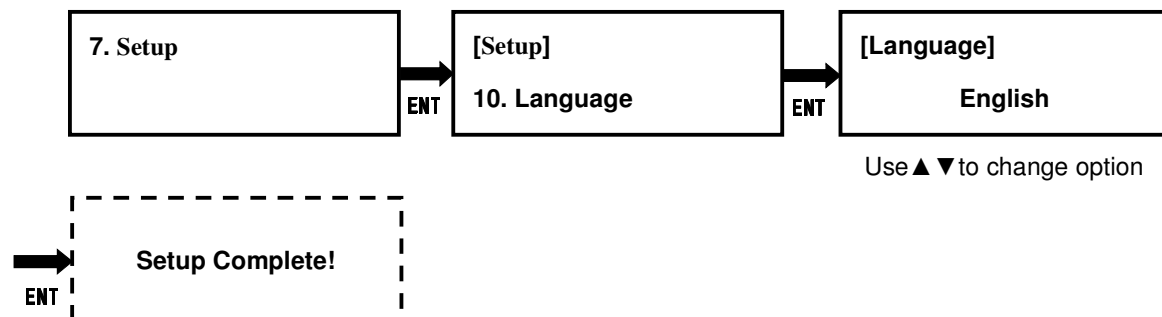 7. Setup
ENT
[Setup]
10. Language
ENT
[Language]
English
Use▲▼to change option
ENT
Setup Complete!